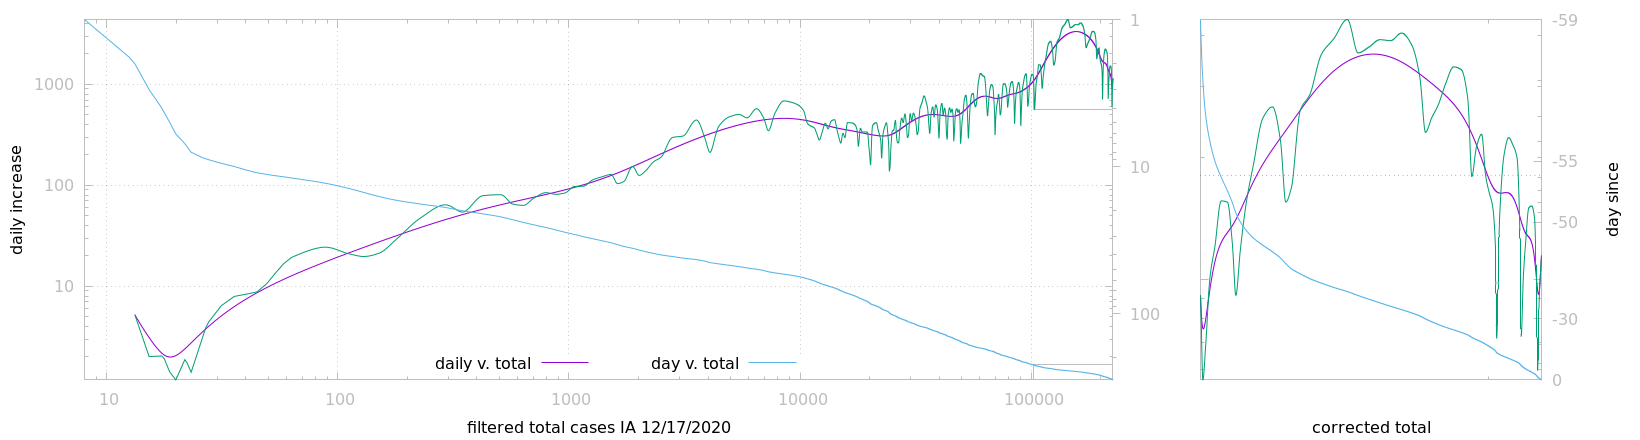 daily increase
1000
100
10
10
100
1000
10000
100000
filtered total cases IA 12/17/2020
daily v. total
day v. total
1
10
100
corrected total
-59
-55
-50
-30
0
day since